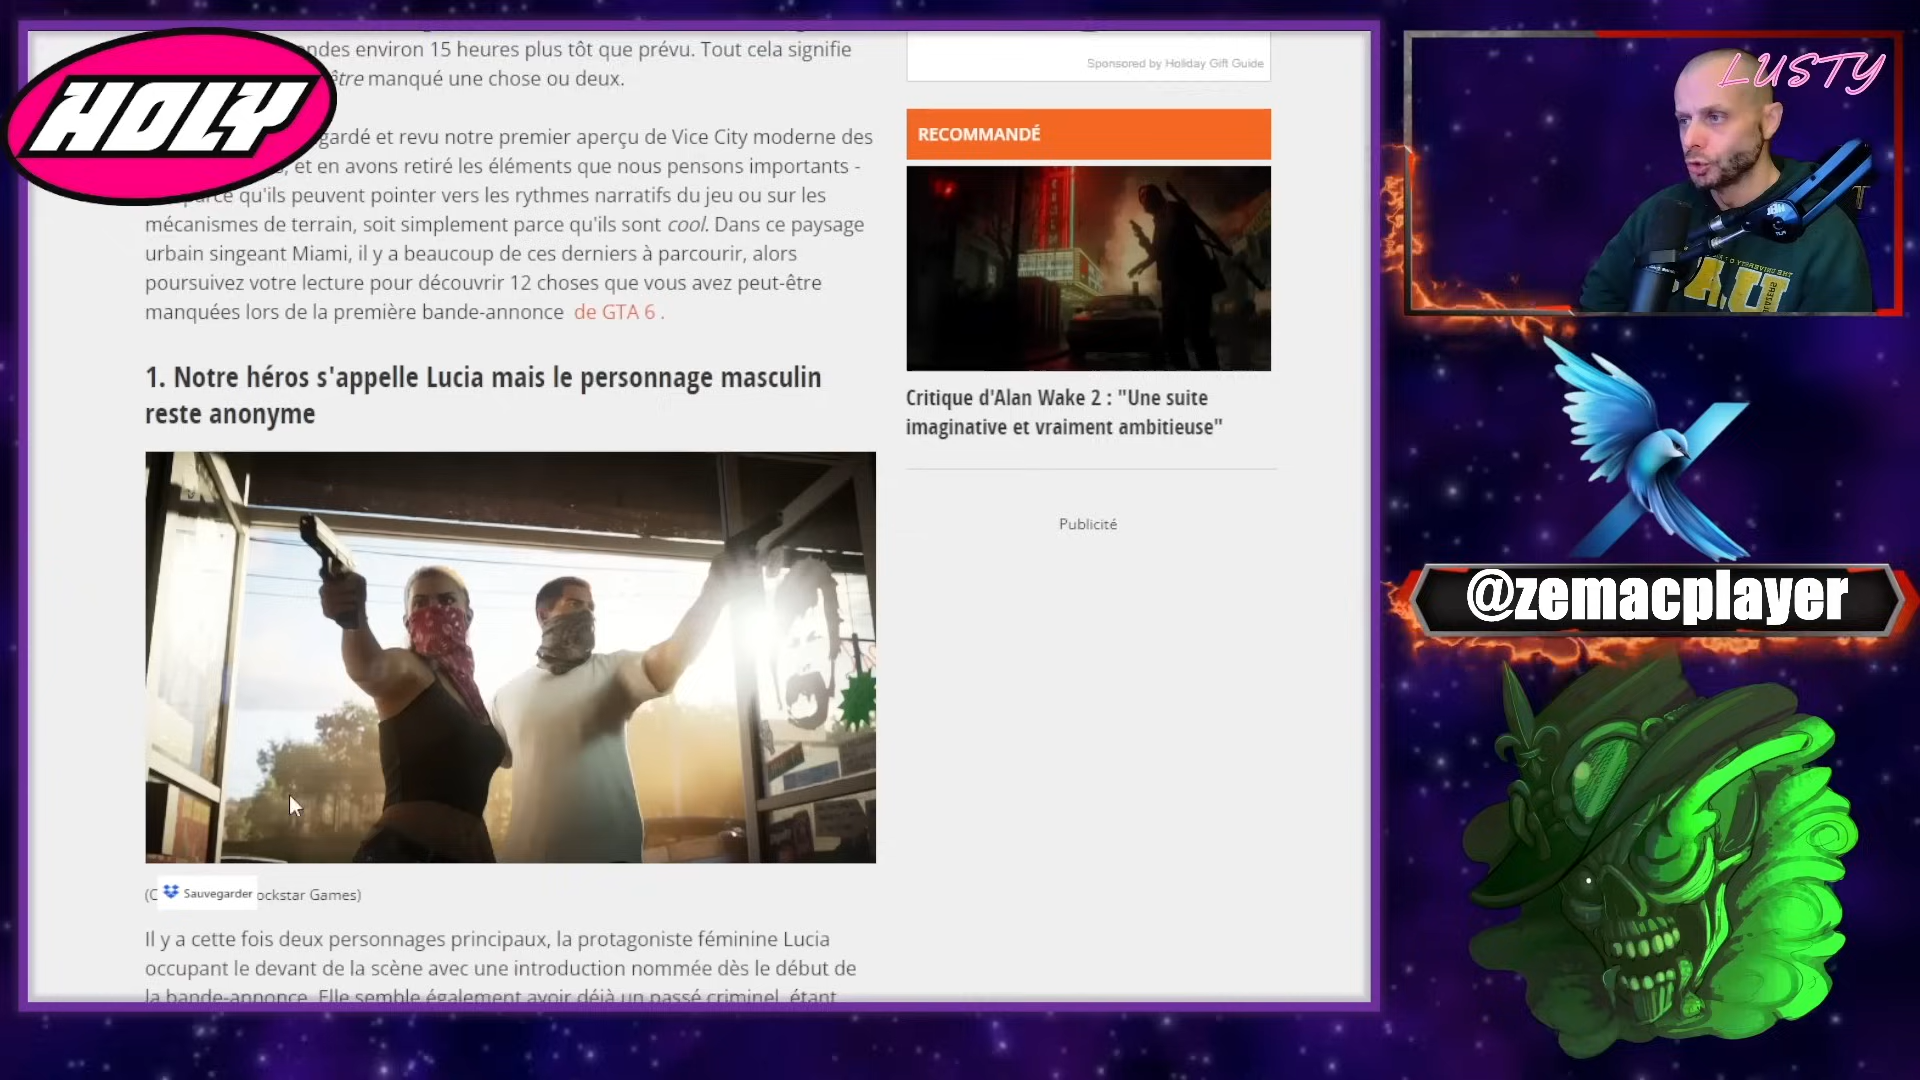 HOLY
ndes environ 15 heures plus tôt que prévu. Tout cela signifie
être manqué une chose ou deux.
gardé et revu notre premier aperçu de Vice City moderne des
, et en avons retiré les éléments que nous pensons importants -
parce qu'ils peuvent pointer vers les rythmes narratifs du jeu ou sur les
mécanismes de terrain, soit simplement parce qu'ils sont cool. Dans ce paysage
urbain singeant Miami, il y a beaucoup de ces derniers à parcourir, alors
poursuivez votre lecture pour découvrir 12 choses que vous avez peut-être
manquées lors de la première bande-annonce de GTA 6 .
1. Notre héros s'appelle Lucia mais le personnage masculin
reste anonyme
(C Sauvegarder ockstar Games)
Il y a cette fois deux personnages principaux, la protagoniste féminine Lucia
occupant le devant de la scène avec une introduction nommée dès le début de
la bande-annonce. Elle semble également avoir déjà un passé criminel, étant
Sponsored by Holiday Gift Guide
RECOMMANDÉ
Critique d'Alan Wake 2 : "Une suite
imaginative et vraiment ambitieuse"
Publicité
LUSTY
@zemacplayer